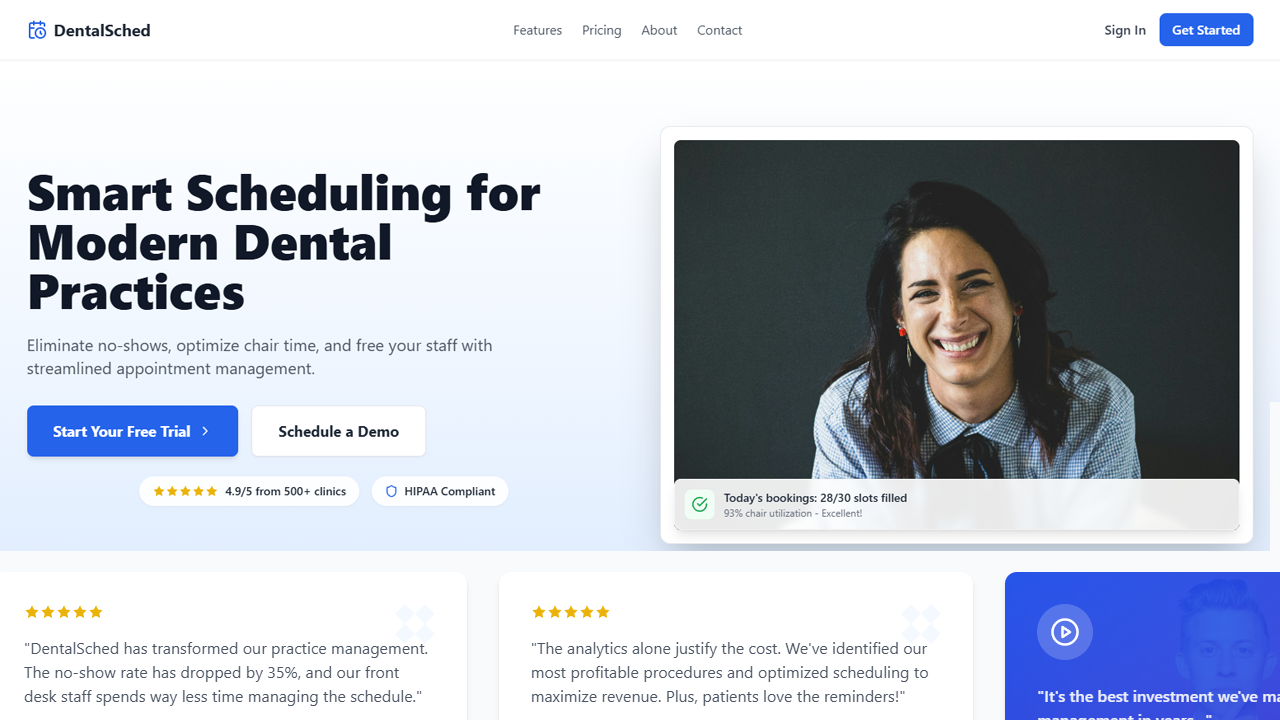 DentalSched
Features
Pricing
About
Contact
Sign In
Get Started
Smart Scheduling for
Modern Dental
Practices
Eliminate no-shows, optimize chair time, and free your staff with
streamlined appointment management.
Start Your Free Trial
Schedule a Demo
4.9/5 from 500+ clinics
HIPAA Compliant
Today's bookings: 28/30 slots filled
93% chair utilization - Excellent!
"DentalSched has transformed our practice management.
The no-show rate has dropped by 35%, and our front
desk staff spends way less time managing the schedule."
"The analytics alone justify the cost. We've identified our
most profitable procedures and optimized scheduling to
maximize revenue. Plus, patients love the reminders!"
"It's the best investment we've ma
management in years..."